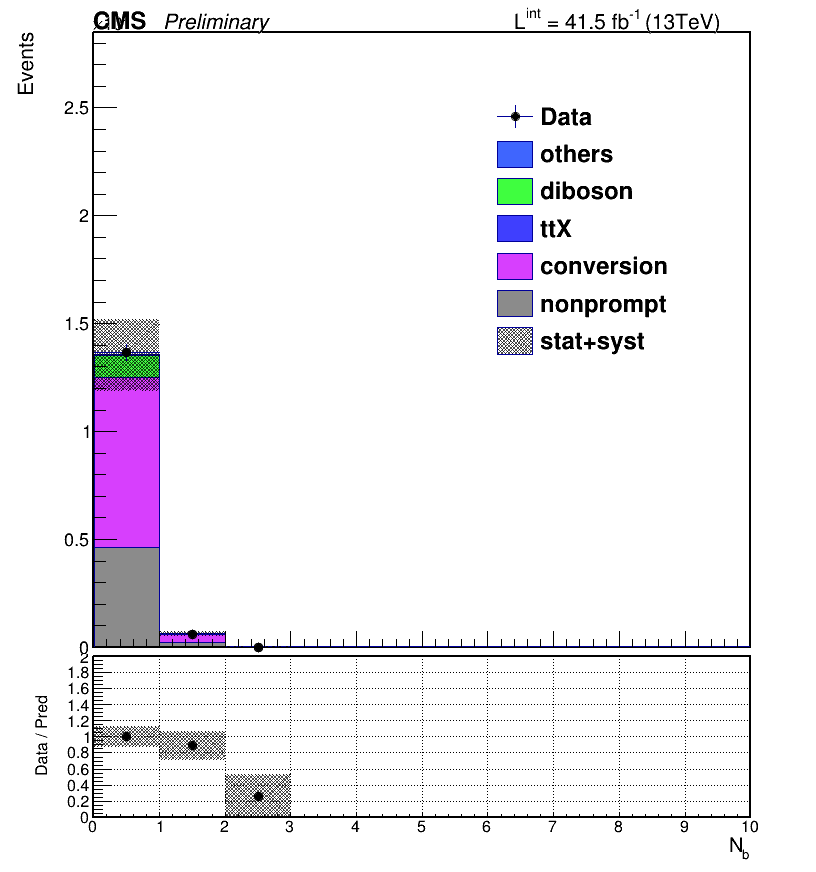 CMS Preliminary
L^int = 41.5 fb^-1 (13TeV)
Events
2.5
2
1.5
1
0.5
0
Data
others
diboson
ttX
conversion
nonprompt
stat+syst
Data / Pred
2
1.8
1.6
1.4
1.2
1
0.8
0.6
0.4
0.2
0
0 1 2 3 4 5 6 7 8 9 10
N_b